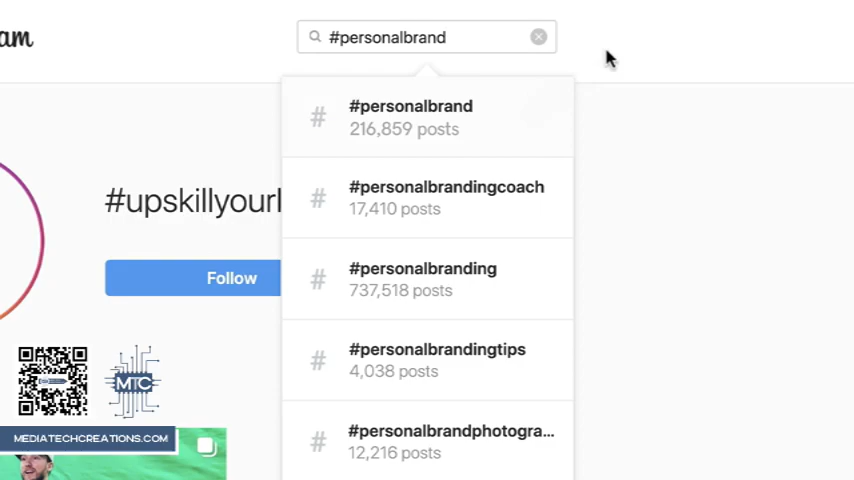 am
#personalbrand
#personalbrand
216,859 posts
#personalbrandingcoach
17,410 posts
#upskillyourl
#personalbranding
Follow
737,518 posts
#personalbrandingtips
4,038 posts
MTC
#personalbrandphotogra...
MEDIATECHCREATIONS.COM
12,216 posts